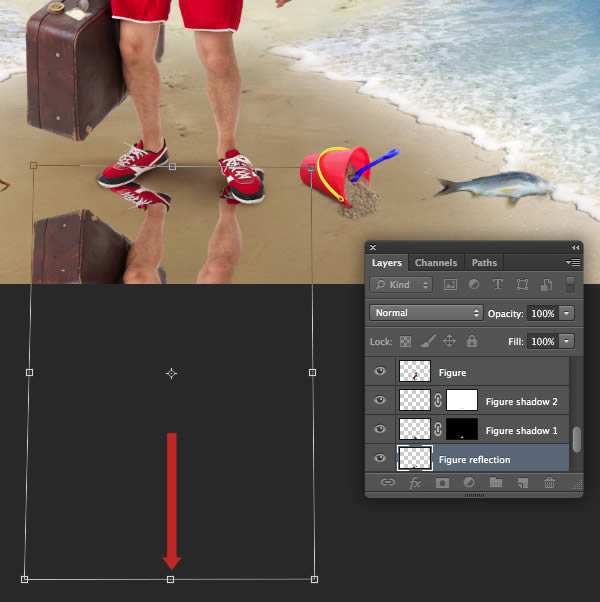 Layers Channels Paths
Kind
Normal Opacity: 100%
Lock: Fill: 100%
Figure
Figure shadow 2
Figure shadow 1
Figure reflection